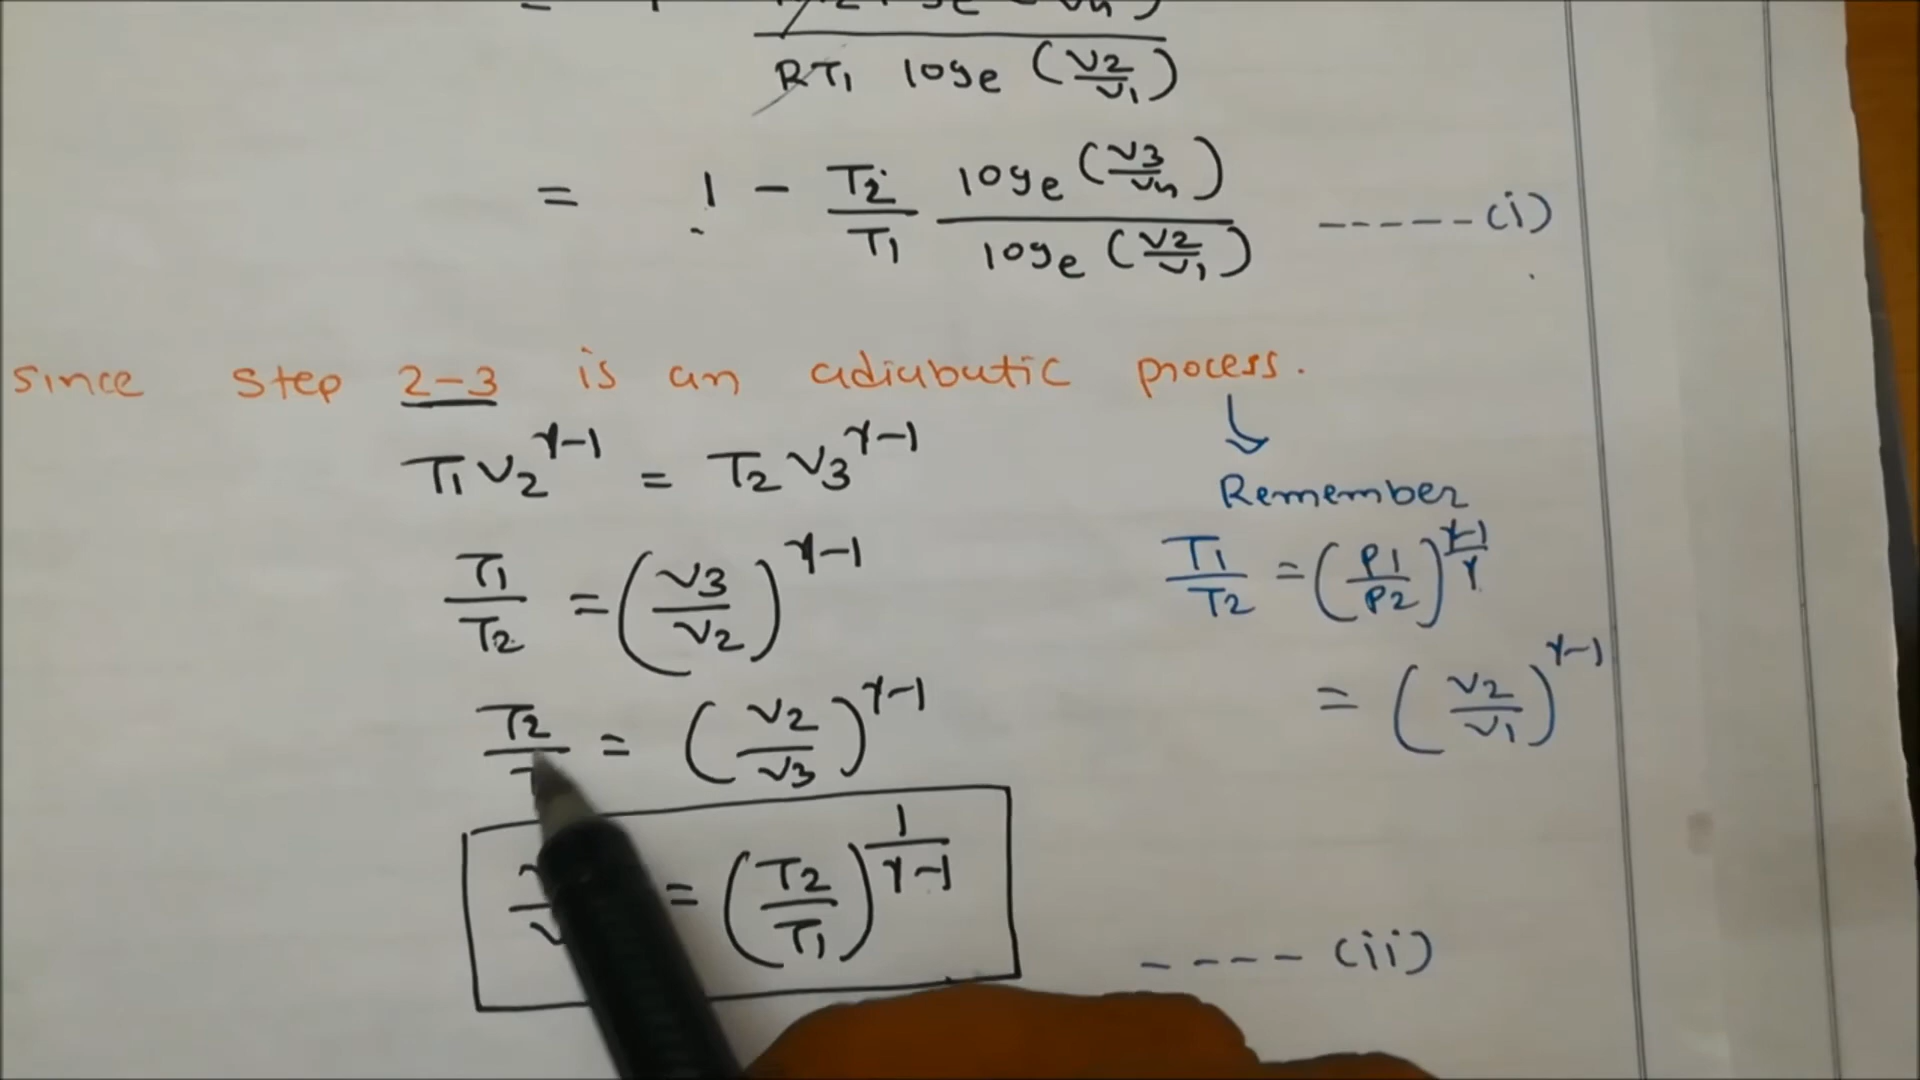 RT1 loge (V2/V1)
= 1 - T2/T1 loge (V3/V4) / loge (V2/V1) -----(i)
since step 2-3 is an adiabatic process.
T1V2^γ-1 = T2V3^γ-1
Remember
T1/T2 = (V3/V2)^γ-1
T1/T2 = (P1/P2)^γ-1/γ
= (V2/V1)^γ-1
T2 = (V2/V3)^γ-1
= (T2/T1)^1/γ-1
---- (ii)